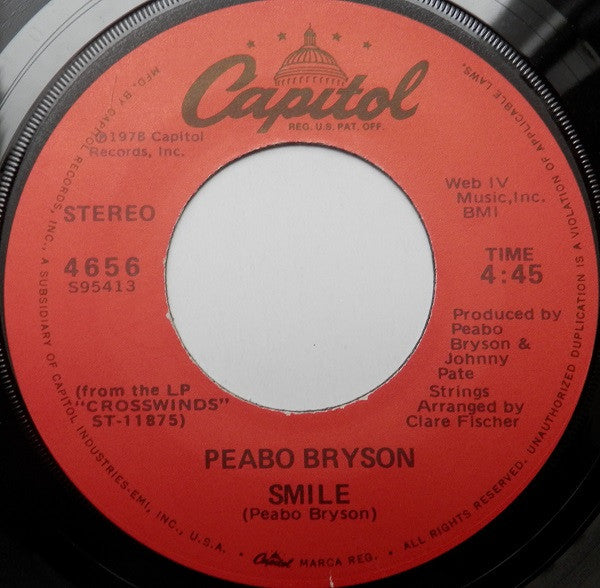 Capitol
REG. U.S. PAT. OFF.
℗1978 Capitol
Records, Inc.
STEREO
4656
S95413
Web IV
Music,Inc.
BMI
TIME
4:45
Produced by
Peabo
Bryson &
Johnny
Pate
Strings
Arranged by
Clare Fischer
(from the LP
"CROSSWINDS"
ST-11875)
PEABO BRYSON
SMILE
(Peabo Bryson)
MFD. BY CAPITOL RECORDS, INC., A SUBSIDIARY OF CAPITOL INDUSTRIES-EMI, INC., U.S.A. • Capitol MARCA REG. • ALL RIGHTS RESERVED. UNAUTHORIZED DUPLICATION IS A VIOLATION OF APPLICABLE LAWS.